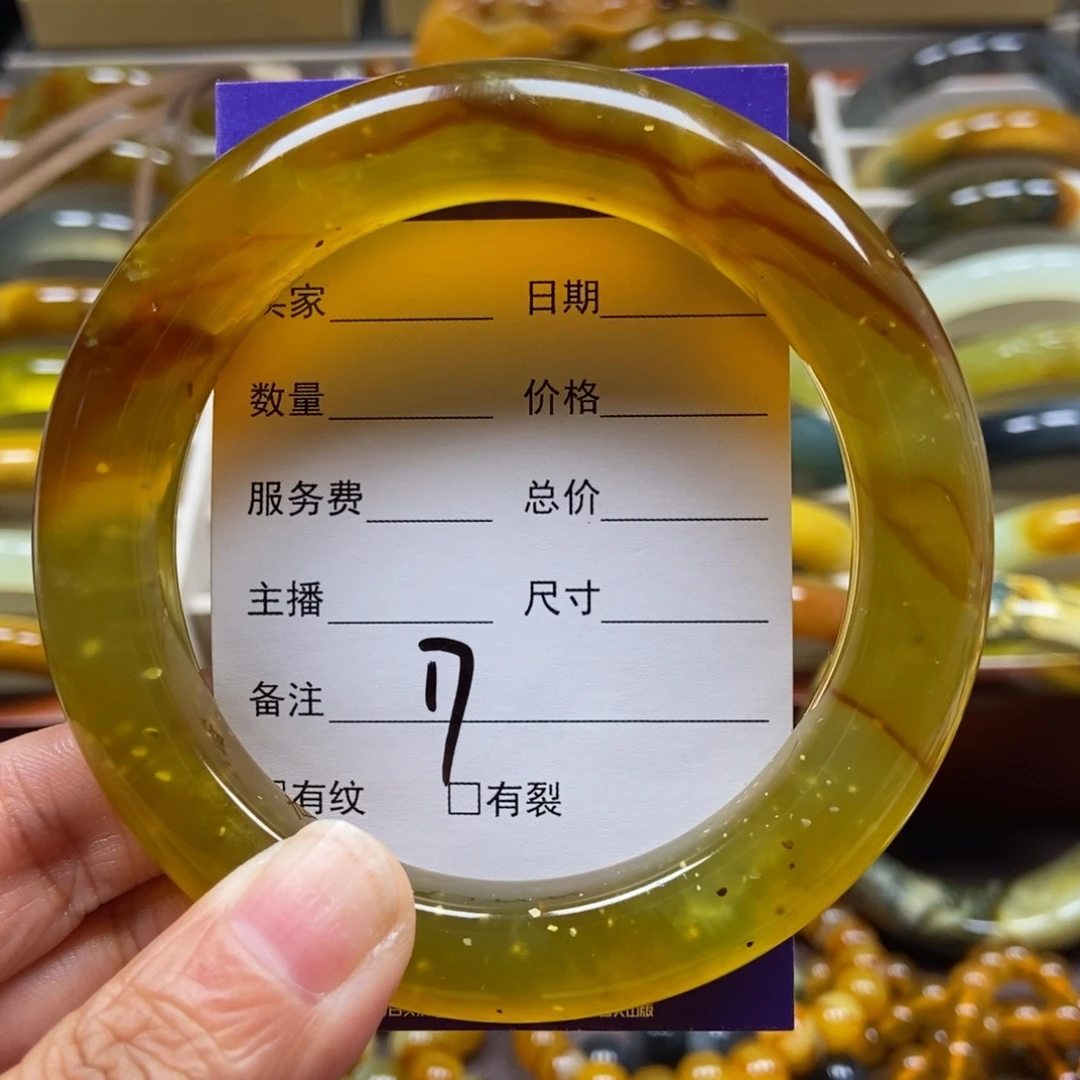 家 日期
数量 价格
服务费 总价
主播 尺寸
备注
有纹 □有裂